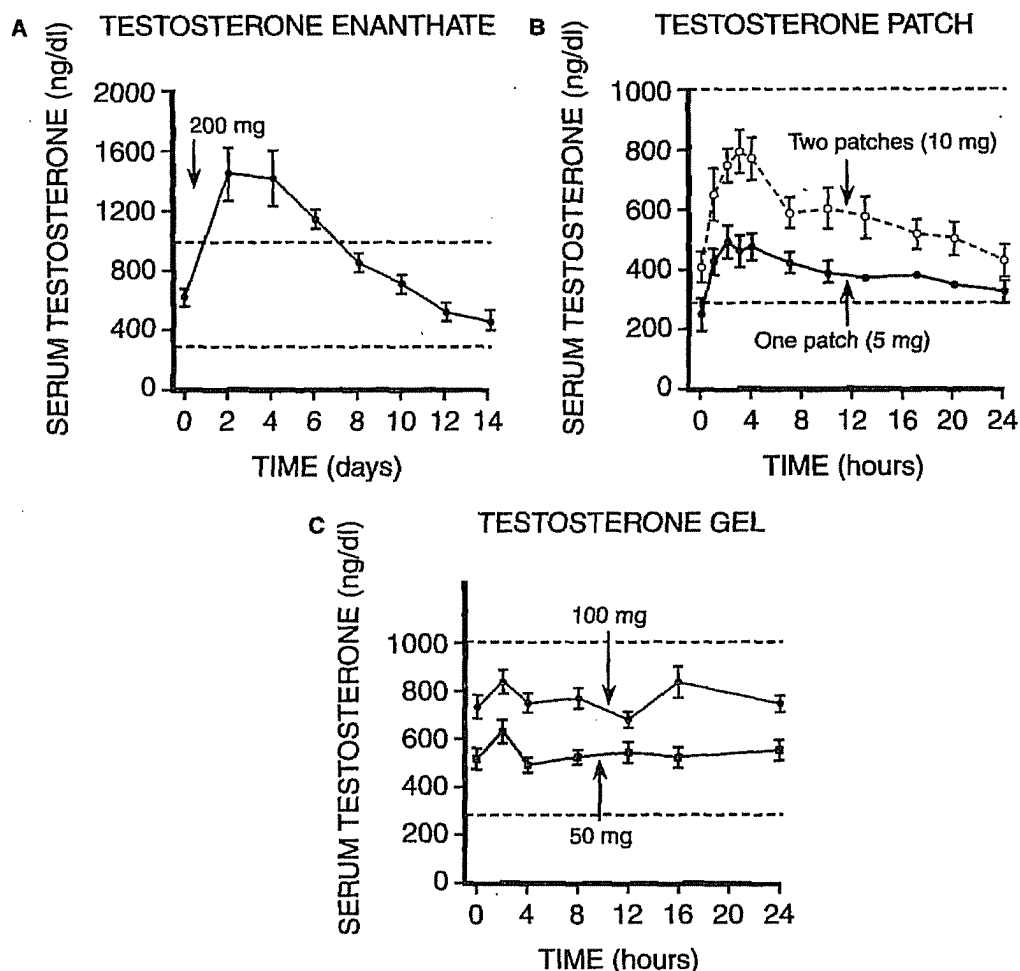 A TESTOSTERONE ENANTHATE
SERUM TESTOSTERONE (ng/dl)
2000
1600
1200
800
400
0
200 mg
0 2 4 6 8 10 12 14
TIME (days)
B TESTOSTERONE PATCH
SERUM TESTOSTERONE (ng/dl)
1000
800
600
400
200
0
Two patches (10 mg)
One patch (5 mg)
0 4 8 12 16 20 24
TIME (hours)
C TESTOSTERONE GEL
SERUM TESTOSTERONE (ng/dl)
1000
800
600
400
200
0
100 mg
50 mg
0 4 8 12 16 20 24
TIME (hours)